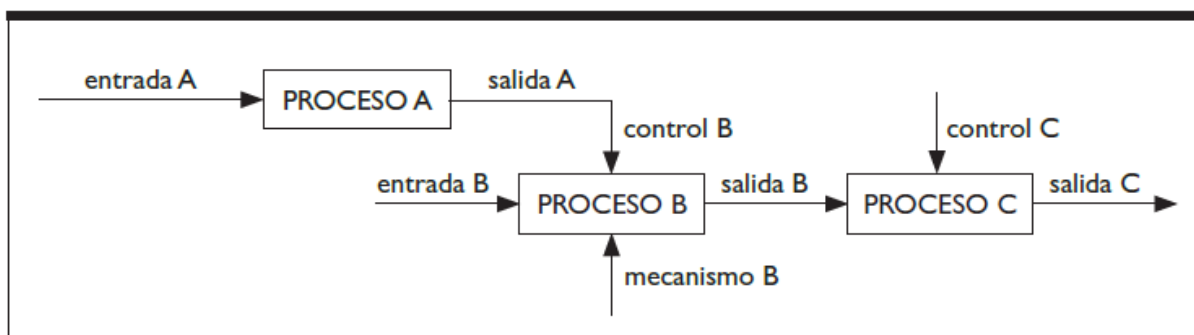 entrada A
PROCESO A
salida A
control B
control C
entrada B
PROCESO B
salida B
PROCESO C
salida C
mecanismo B